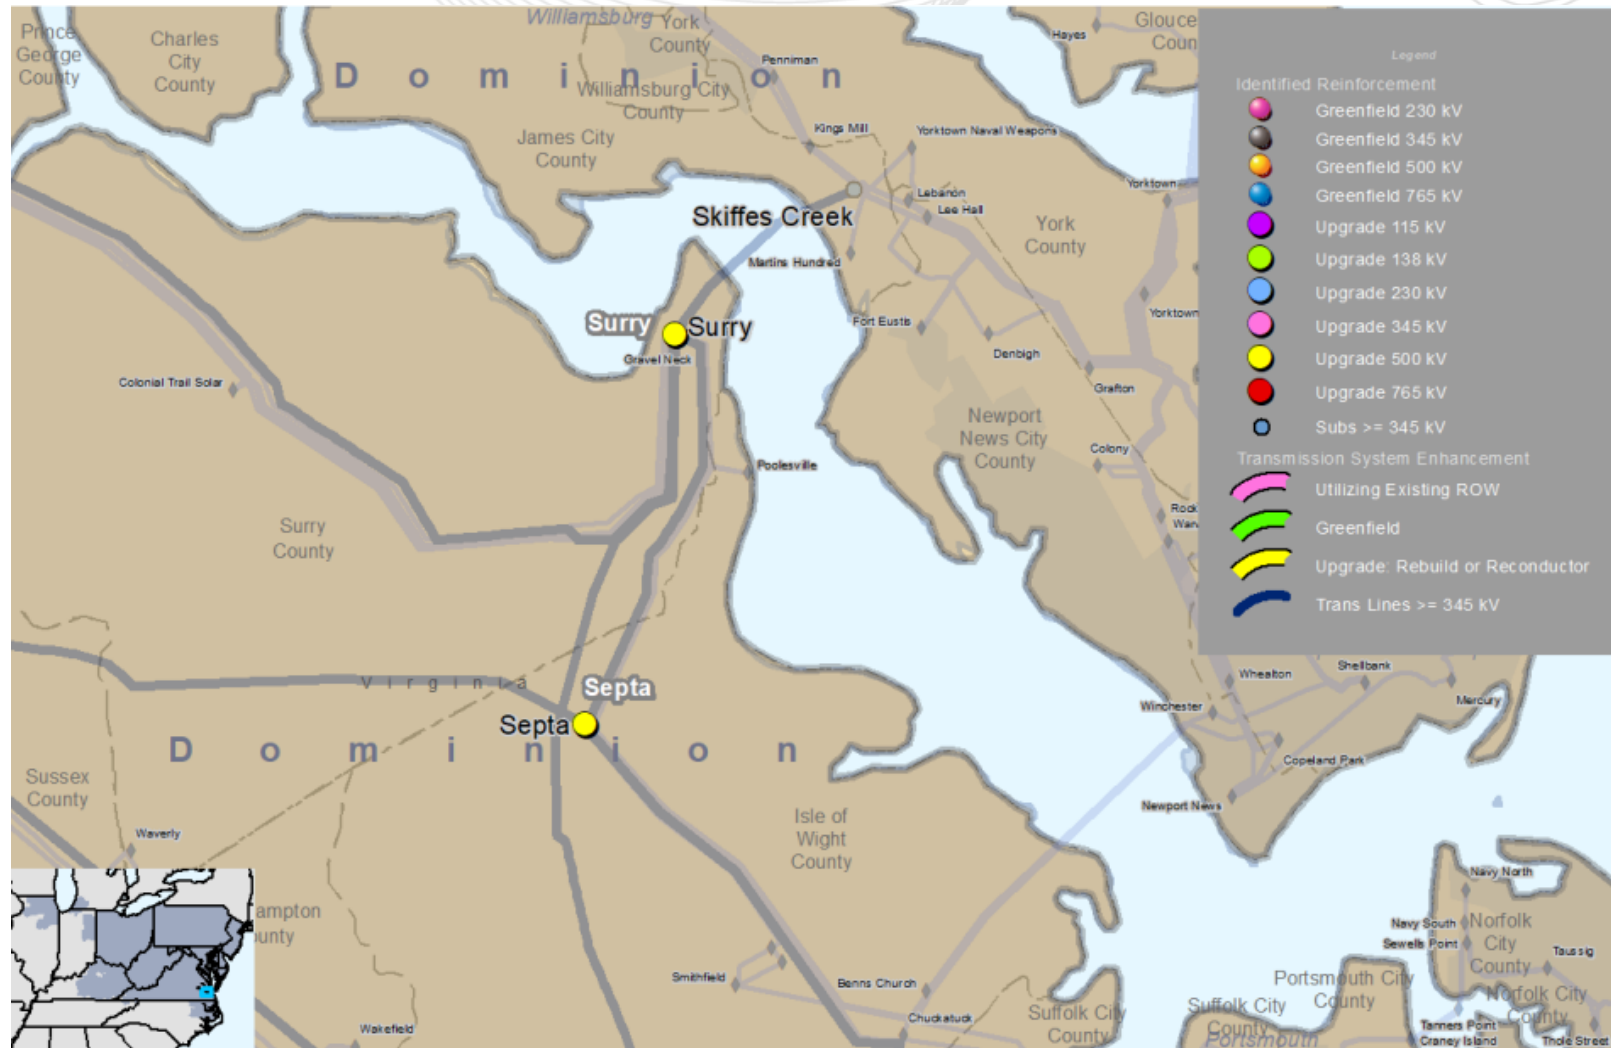 Williamsburg
York
County
Prince
George
County
Charles
City
County
Dominion
Williamsburg City
County
James City
County
Penniman
Hayes
Kings Mill
Yorktown Naval Weapons
Yorktown
Lebanon
Lee Hall
Skiffes Creek
York
County
Martins Hundred
Surry
Surry
Gravel Neck
Fort Eustis
Yorktown
Denbigh
Grafton
Colonial Trail Solar
Newport
News City
County
Colony
Poolesville
Surry
County
Virginia
Septa
Septa
Dominion
Wheaton
Shellbank
Winchester
Mercury
Copeland Park
Newport News
Sussex
County
Waverly
Isle of
Wight
County
Navy North
Navy South
Sewells Point
Norfolk
City
County
Taussig
Smithfield
Benns Church
Chuckatuck
Suffolk City
County
Suffolk City
County
Portsmouth City
County
Portsmouth
Norfolk City
County
Tanners Point
Craney Island
Thole Street
Wakefield
Legend
Identified Reinforcement
Greenfield 230 kV
Greenfield 345 kV
Greenfield 500 kV
Greenfield 765 kV
Upgrade 115 kV
Upgrade 138 kV
Upgrade 230 kV
Upgrade 345 kV
Upgrade 500 kV
Upgrade 765 kV
Subs >= 345 kV
Transmission System Enhancement
Utilizing Existing ROW
Greenfield
Upgrade: Rebuild or Reconductor
Trans Lines >= 345 kV